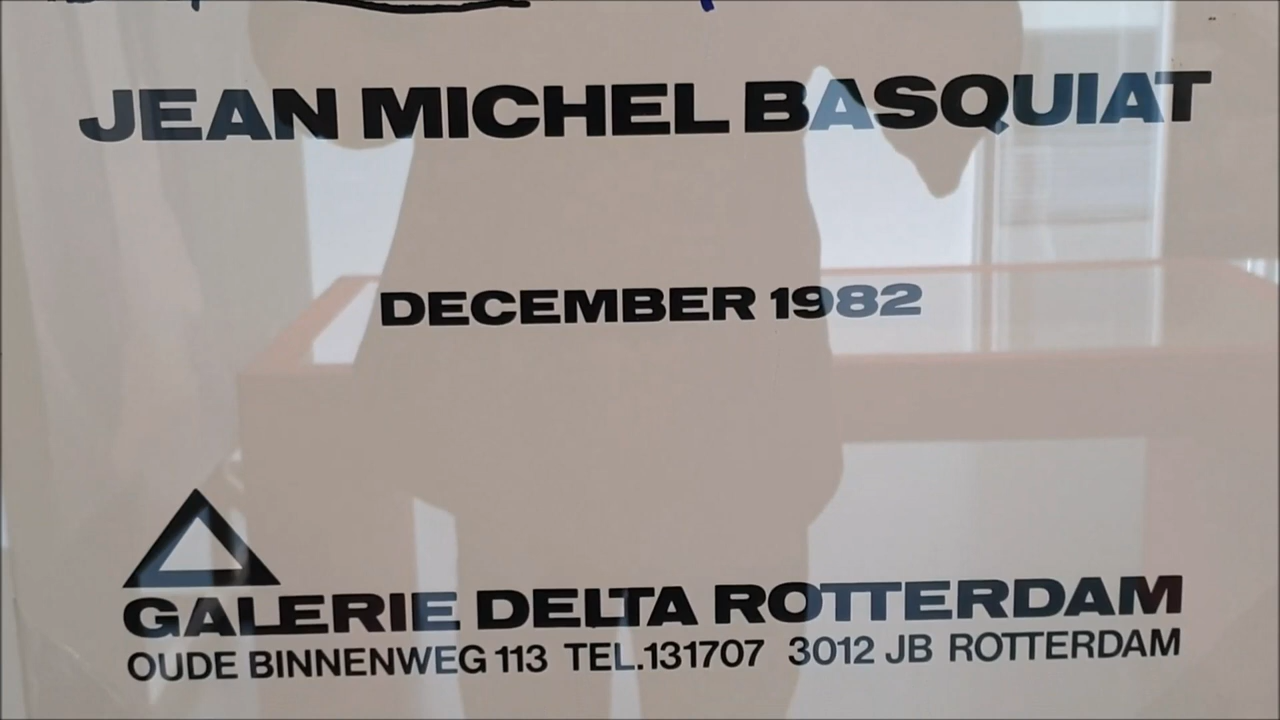 JEAN MICHEL BASQUIAT
DECEMBER 1982
GALERIE DELTA ROTTERDAM
OUDE BINNENWEG 113 TEL.131707 3012 JB ROTTERDAM